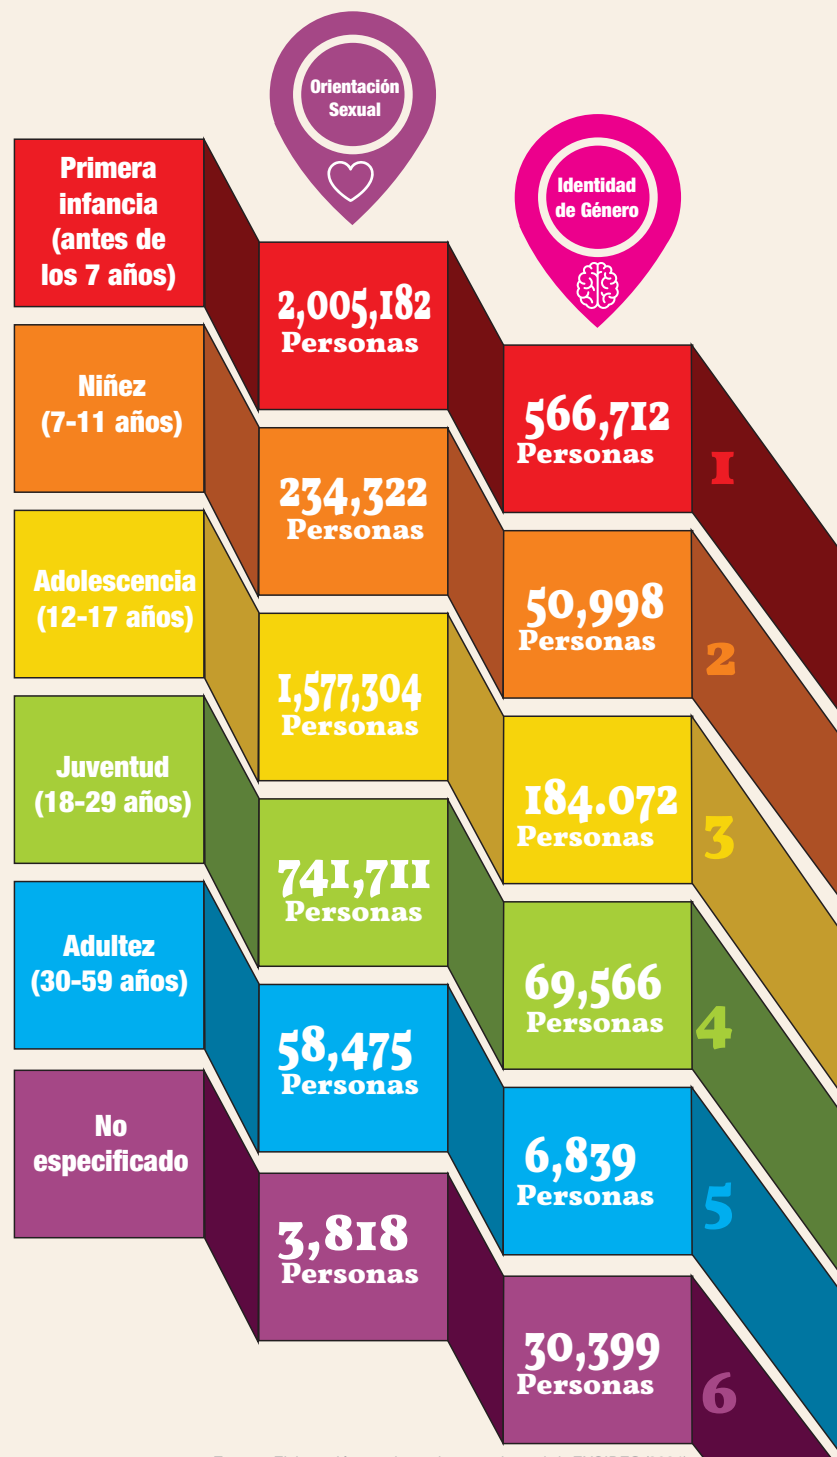 Orientación
Sexual
Identidad
de Género
Primera
infancia
(antes de
los 7 años)
2,005,182
Personas
566,712
Personas
1
Niñez
(7-11 años)
234,322
Personas
50,998
Personas
2
Adolescencia
(12-17 años)
1,577,304
Personas
184.072
Personas
3
Juventud
(18-29 años)
741,711
Personas
69,566
Personas
4
Adultez
(30-59 años)
58,475
Personas
6,839
Personas
5
No
especificado
3,818
Personas
30,399
Personas
6